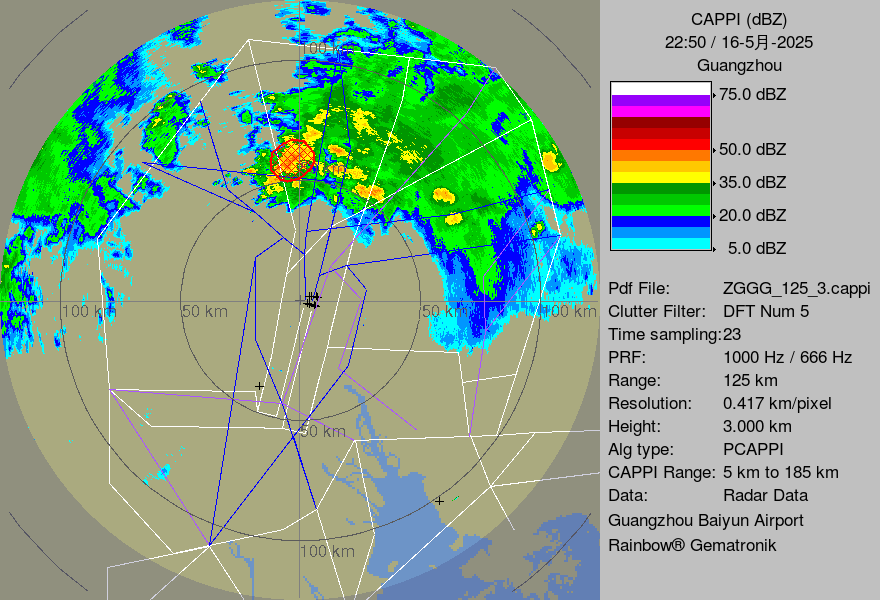 CAPPI (dBZ)
22:50 / 16-5月-2025
Guangzhou
75.0 dBZ
50.0 dBZ
35.0 dBZ
20.0 dBZ
5.0 dBZ
Pdf File: ZGGG_125_3.cappi
Clutter Filter: DFT Num 5
Time sampling:23
PRF: 1000 Hz / 666 Hz
Range: 125 km
Resolution: 0.417 km/pixel
Height: 3.000 km
Alg type: PCAPPI
CAPPI Range: 5 km to 185 km
Data: Radar Data
Guangzhou Baiyun Airport
Rainbow® Gematronik
100 km
100 km
50 km
50 km
100 km
50 km
100 km